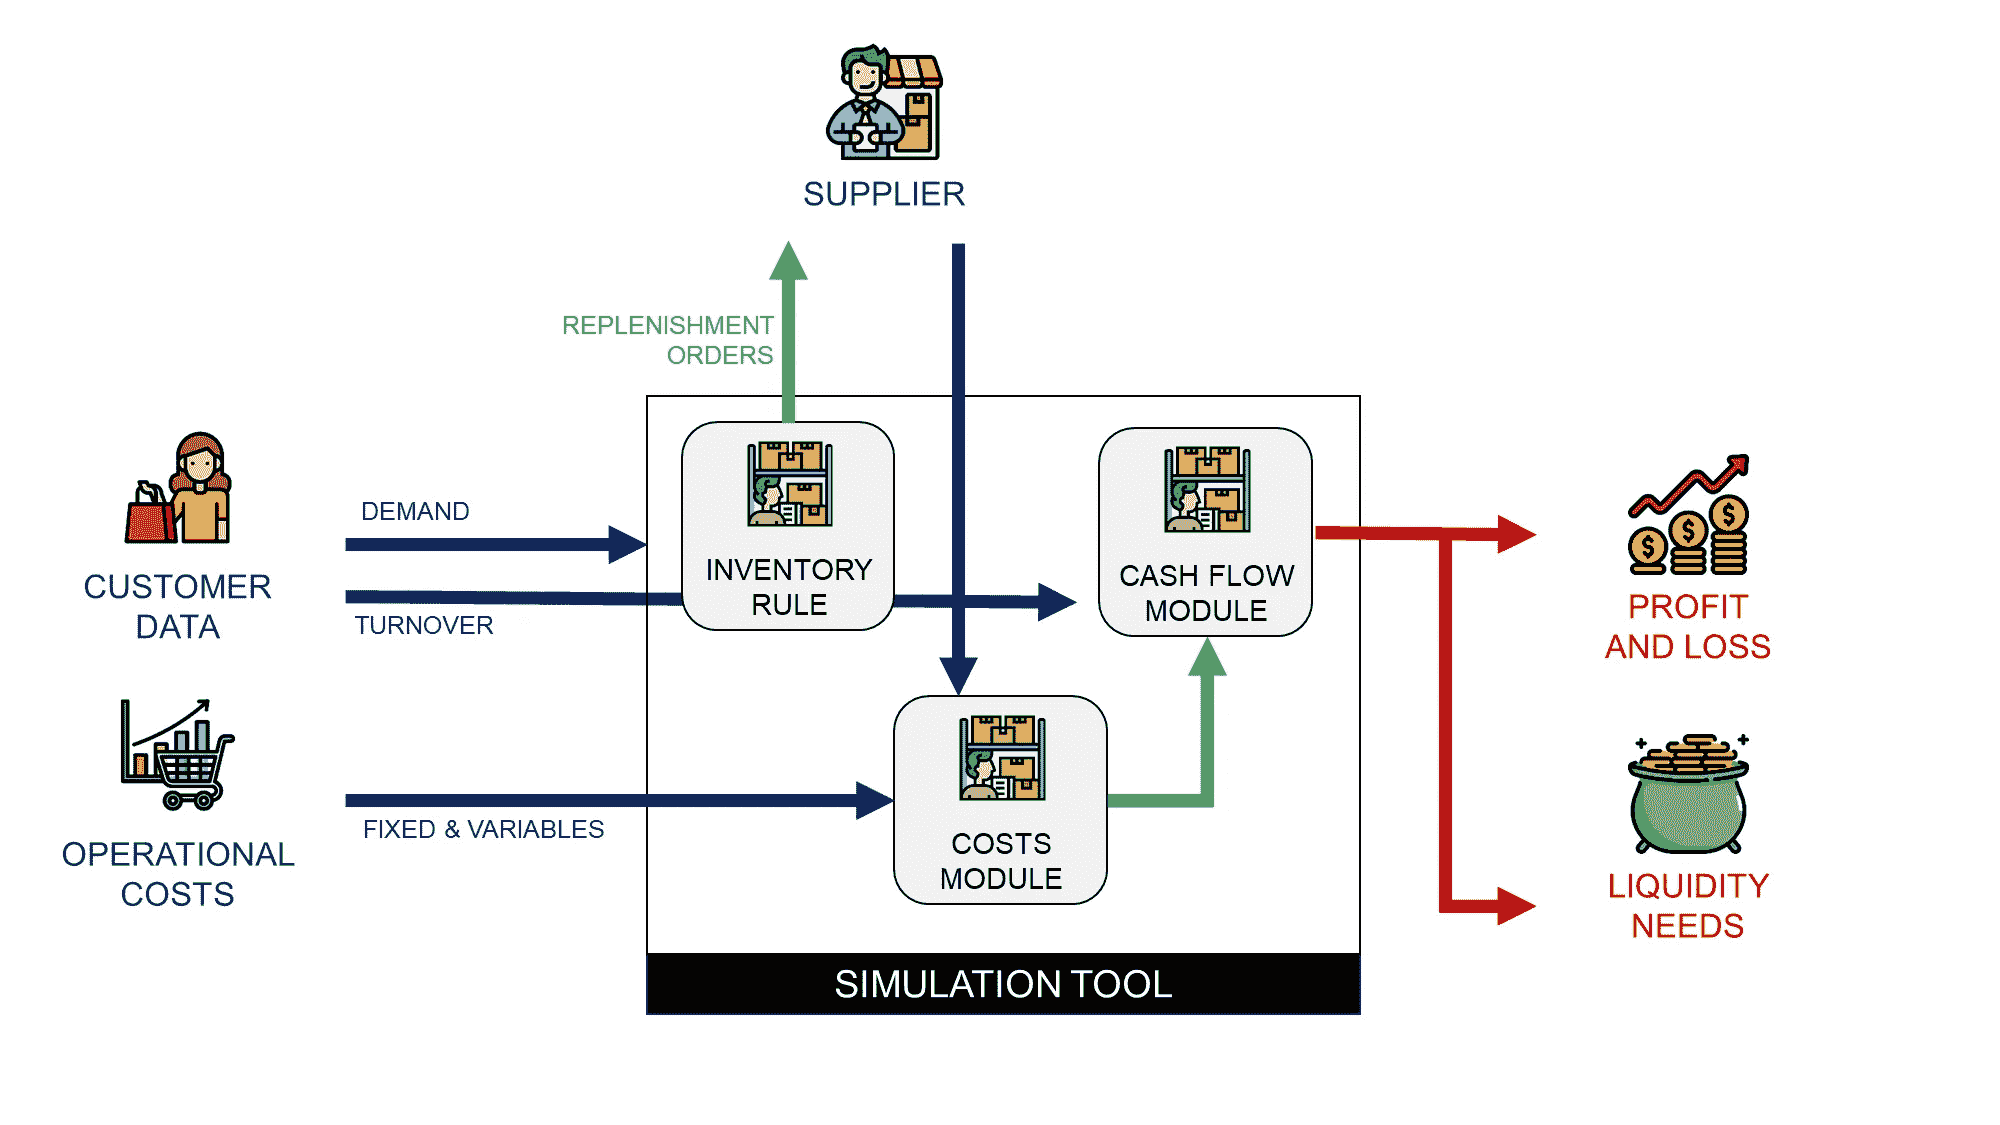 SUPPLIER
REPLENISHMENT
ORDERS
DEMAND
CUSTOMER
DATA
TURNOVER
INVENTORY
RULE
CASH FLOW
MODULE
PROFIT
AND LOSS
OPERATIONAL
COSTS
FIXED & VARIABLES
COSTS
MODULE
LIQUIDITY
NEEDS
SIMULATION TOOL